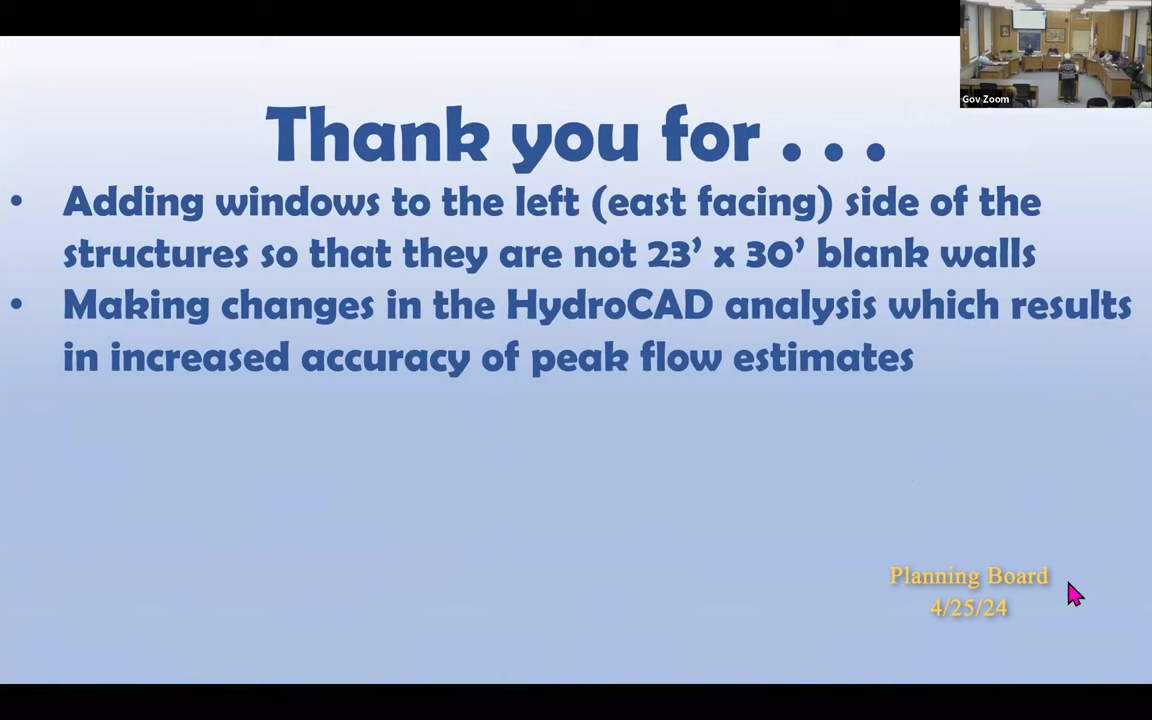 Gov Zoom
Thank you for . . .
• Adding windows to the left (east facing) side of the
structures so that they are not 23’ x 30’ blank walls
• Making changes in the HydroCAD analysis which results
in increased accuracy of peak flow estimates
Planning Board
4/25/24